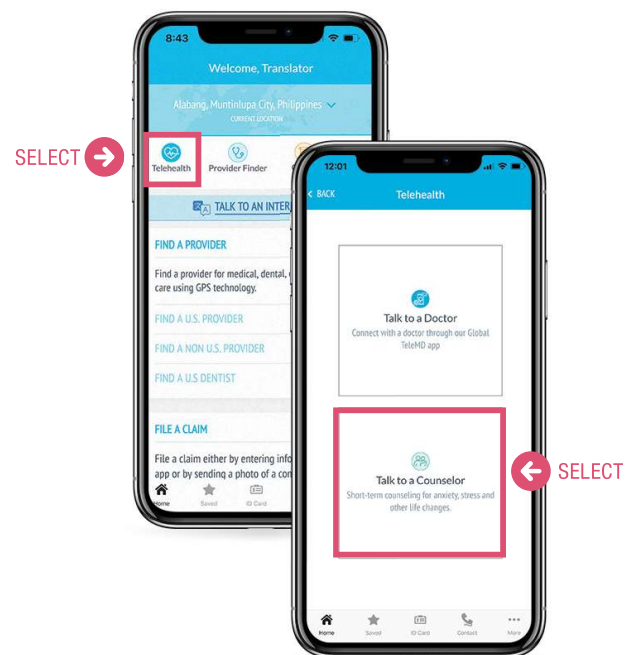 8:43
Welcome, Translator
Alabang, Muntinlupa City, Philippines
CURRENT LOCATION
SELECT
Telehealth
Provider Finder
TALK TO AN INTER
FIND A PROVIDER
Find a provider for medical, dental,
care using GPS technology.
FIND A U.S. PROVIDER
FIND A NON U.S. PROVIDER
FIND A U.S DENTIST
FILE A CLAIM
File a claim either by entering info
app or by sending a photo of a con
Home
Saved
ID Card
12:01
< BACK
Telehealth
Talk to a Doctor
Connect with a doctor through our Global
TeleMD app
Talk to a Counselor
Short-term counseling for anxiety, stress and
other life changes.
SELECT
Home
Saved
ID Card
Contact
More